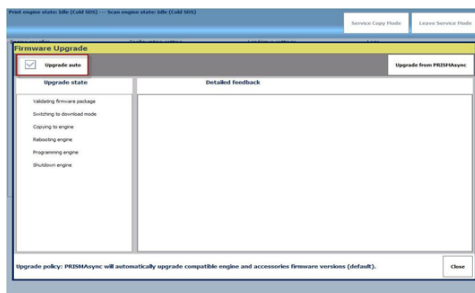 Print engine state: Idle (Cold SDS) --- Scan engine state: Idle (Cold SDS)
Service Copy Mode
Leave Service Mode
Firmware Upgrade
Upgrade auto
Upgrade from PRISMAsync
Upgrade state
Detailed feedback
Validating firmware package
Switching to download mode
Copying to engine
Rebooting engine
Programming engine
Shutdown engine
Upgrade policy: PRISMAsync will automatically upgrade compatible engine and accessories firmware versions (default).
Close